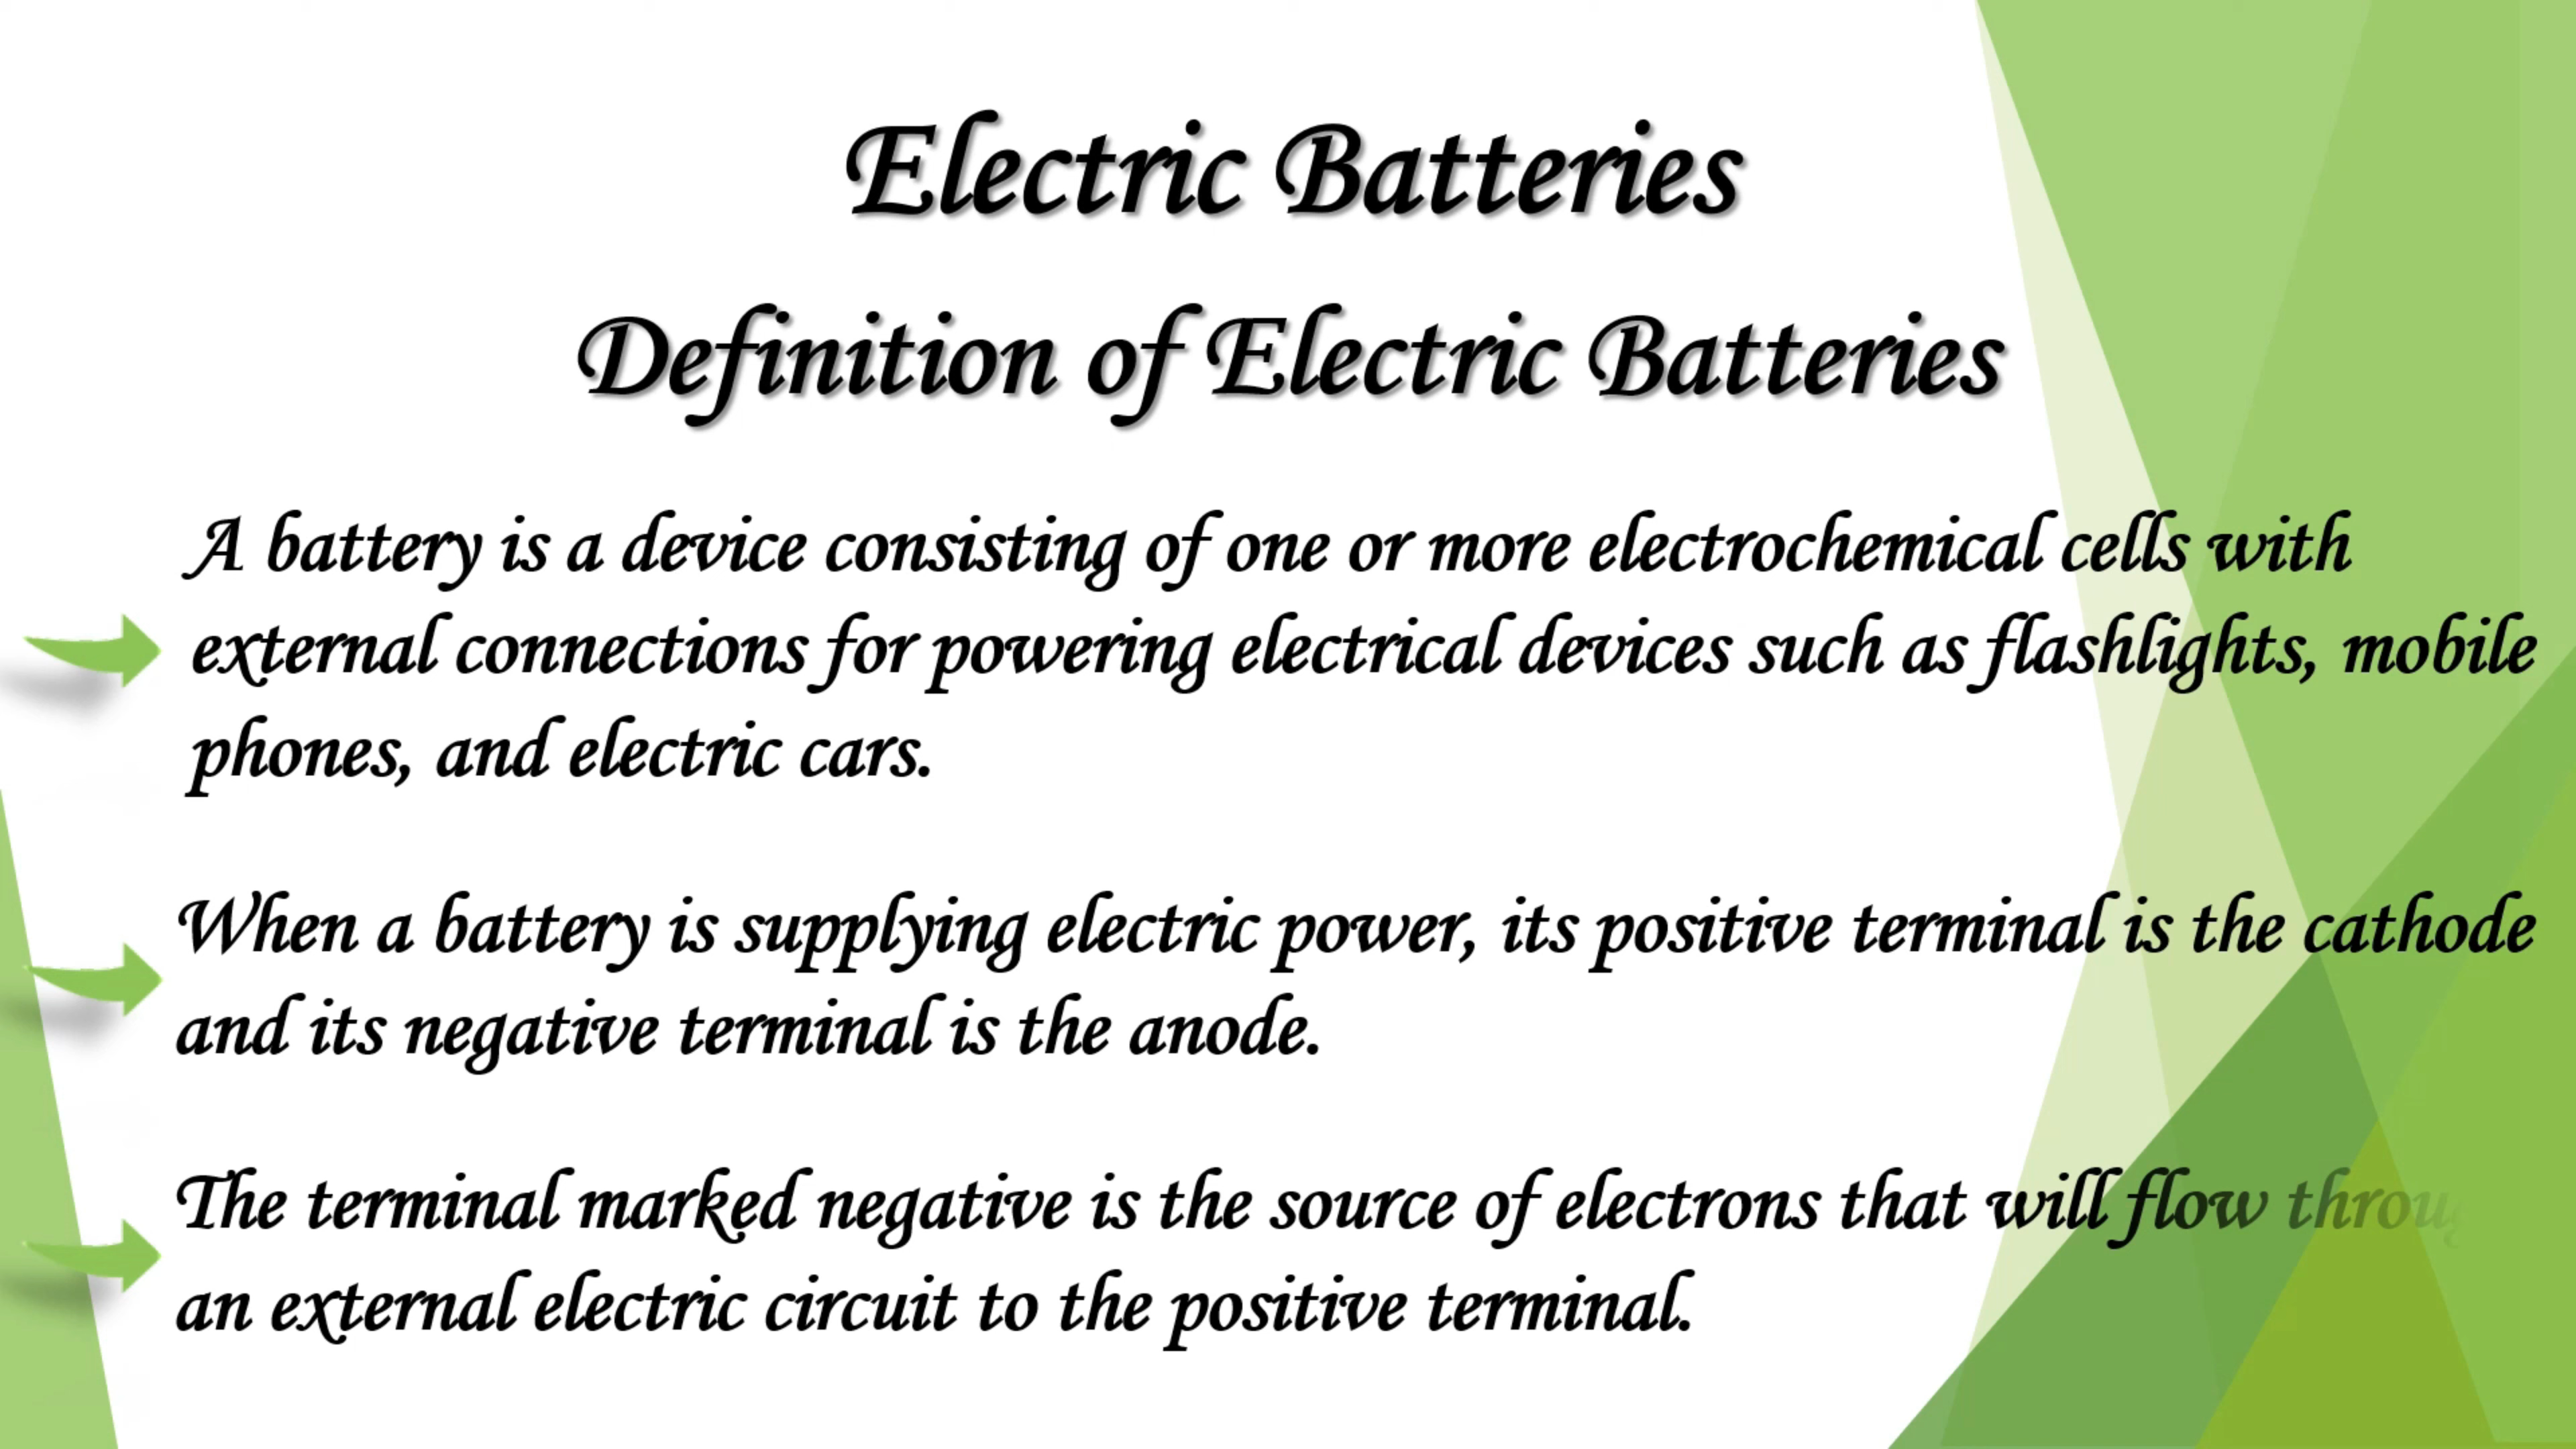 Electric Batteries
Definition of Electric Batteries
A battery is a device consisting of one or more electrochemical cells with
external connections for powering electrical devices such as flashlights, mobile
phones, and electric cars.
When a battery is supplying electric power, its positive terminal is the cathode
and its negative terminal is the anode.
The terminal marked negative is the source of electrons that will flow
an external electric circuit to the positive terminal.